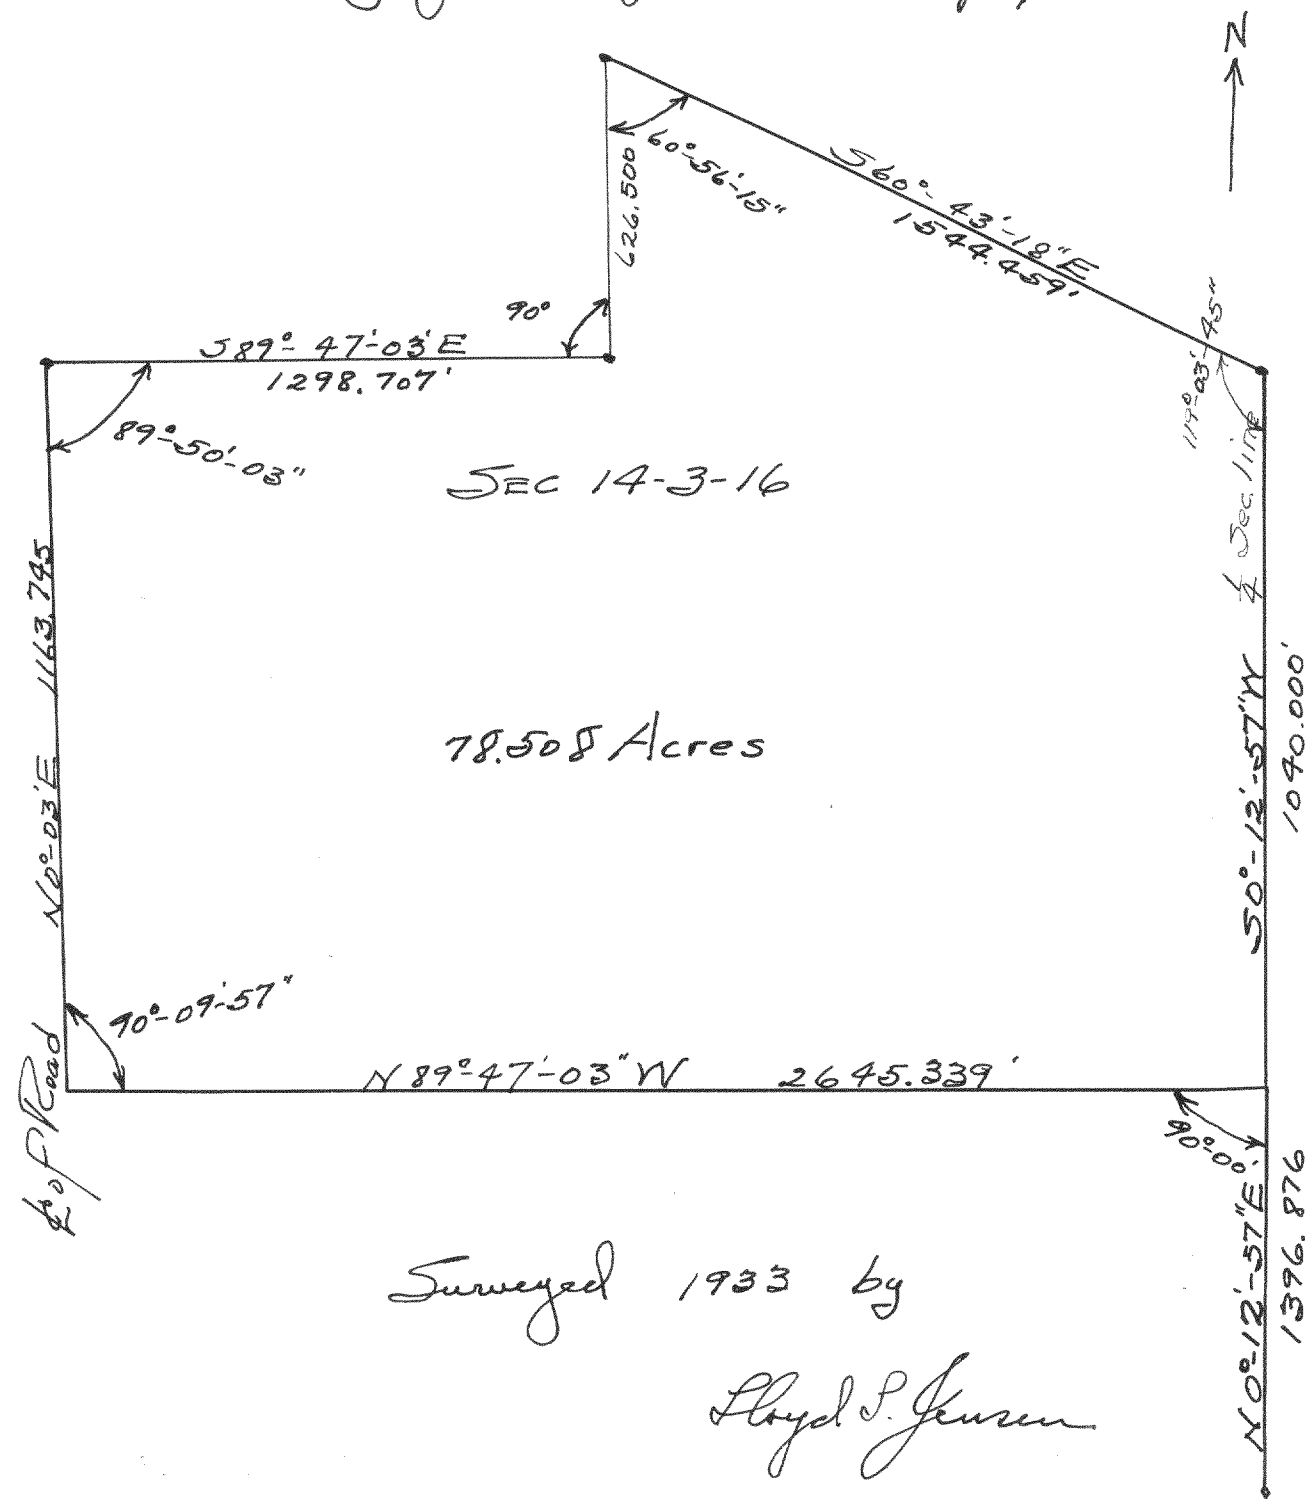 N
60°-56'-15"
S60°-43'-18"E
1544.459'
626.500
90°
S89°-47'-03'E
1298.707'
119°-03'-45"
89°-50'-03"
SEC 14-3-16
¼ Sec. line
N0°-03'E 1163.745
78.508 Acres
S0°-12'-57"W
1040.000'
90°-09'-57"
℄ of Road
N89°-47'-03"W 2645.339'
90°-0'
N0°-12'-57"E
1396.876
Surveyed 1933 by
Lloyd S. Jensen